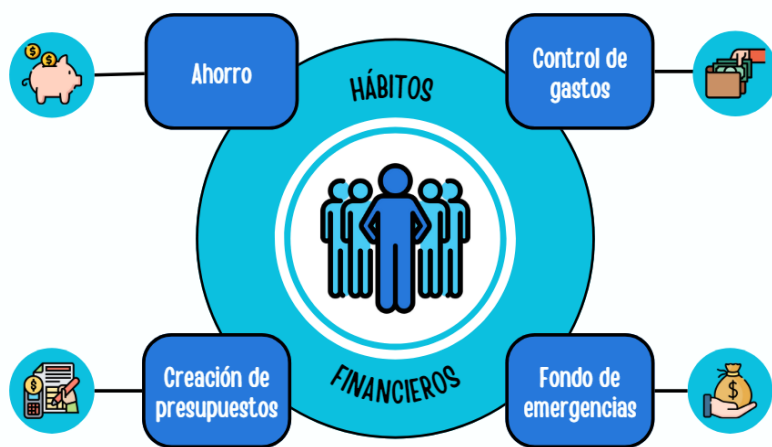 Ahorro
HÁBITOS
Control de
gastos
Creación de
presupuestos
FINANCIEROS
Fondo de
emergencias